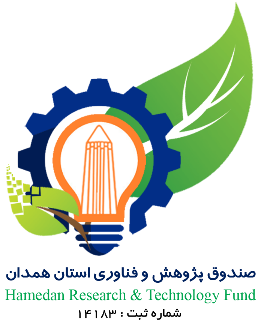 صندوق پژوهش و فناوری استان همدان
Hamedan Research & Technology Fund
شماره ثبت : ۱۴۱۸۳